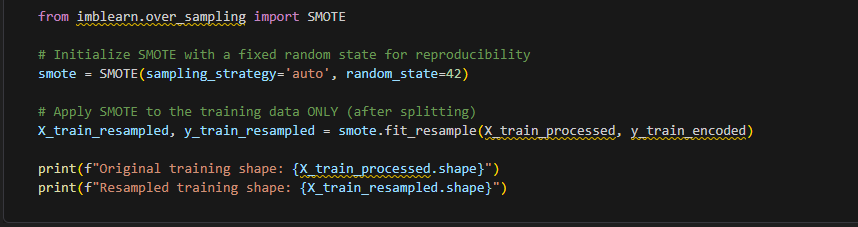 from imblearn.over_sampling import SMOTE
# Initialize SMOTE with a fixed random state for reproducibility
smote = SMOTE(sampling_strategy='auto', random_state=42)
# Apply SMOTE to the training data ONLY (after splitting)
X_train_resampled, y_train_resampled = smote.fit_resample(X_train_processed, y_train_encoded)
print(f"Original training shape: {X_train_processed.shape}")
print(f"Resampled training shape: {X_train_resampled.shape}")